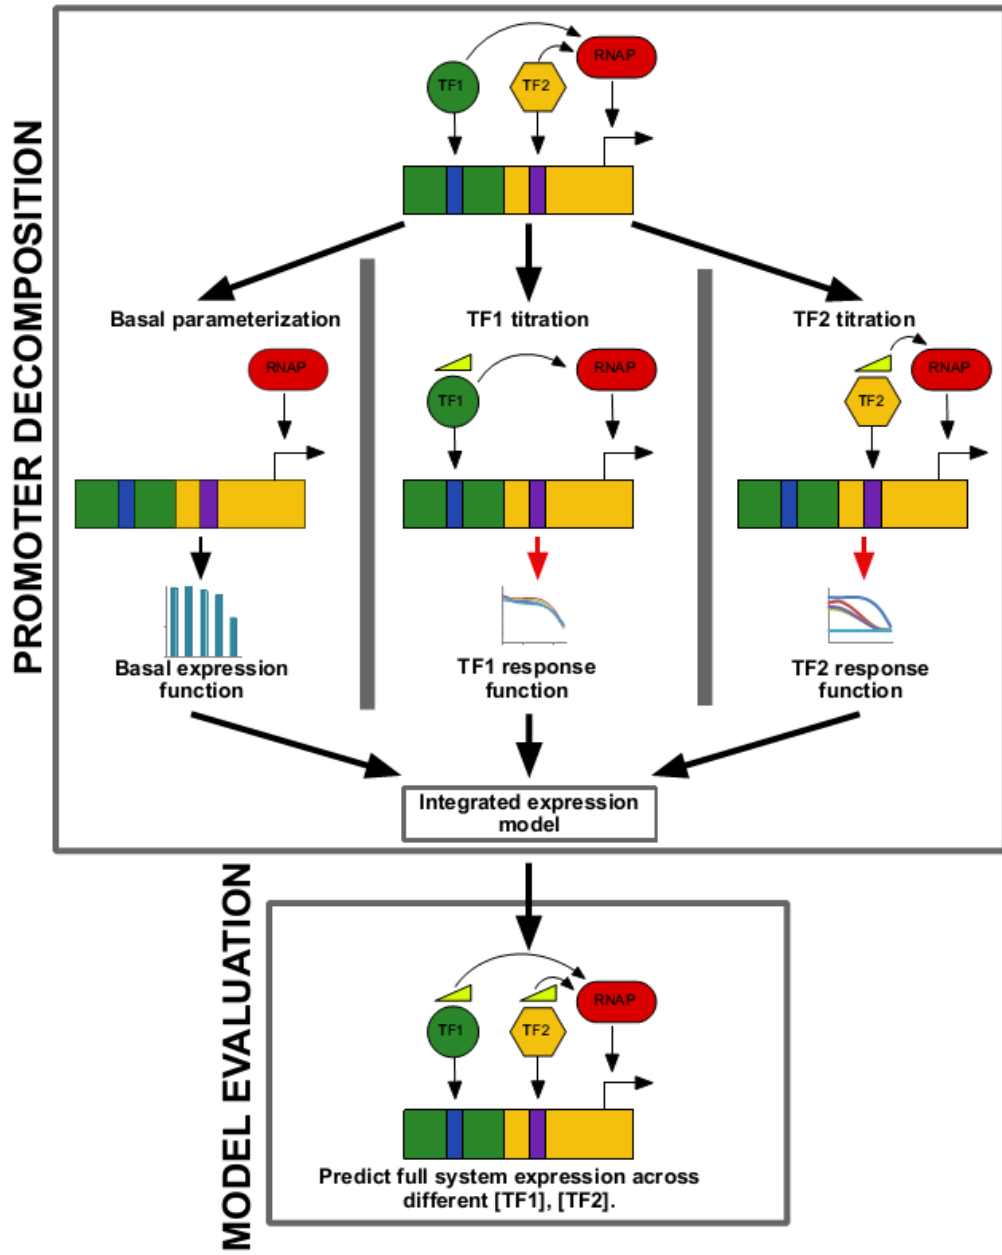 PROMOTER DECOMPOSITION
RNAP
TF1
TF2
Basal parameterization
TF1 titration
TF2 titration
RNAP
RNAP
RNAP
TF1
TF2
Basal expression
function
TF1 response
function
TF2 response
function
Integrated expression
model
MODEL EVALUATION
RNAP
TF1
TF2
Predict full system expression across
different [TF1], [TF2].